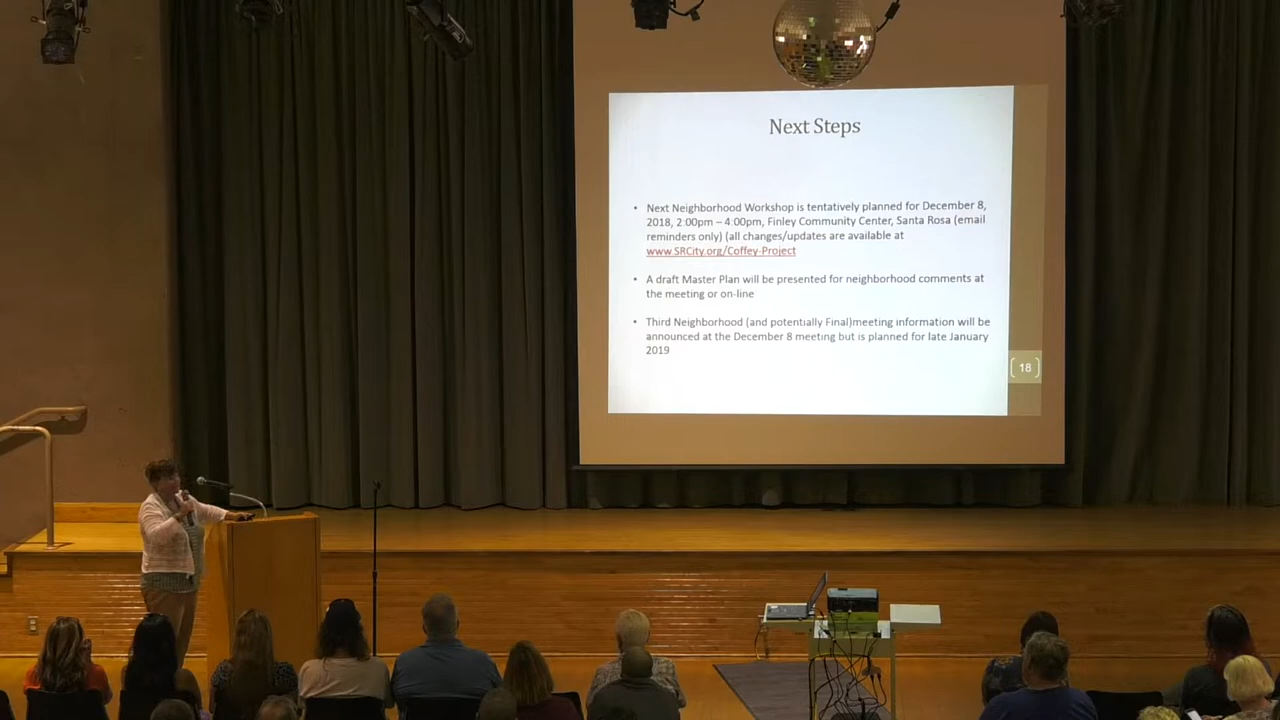 Next Steps
• Next Neighborhood Workshop is tentatively planned for December 8,
2018, 2:00pm – 4:00pm, Finley Community Center, Santa Rosa (email
reminders only) (all changes/updates are available at
www.SRCity.org/Coffey-Project
• A draft Master Plan will be presented for neighborhood comments at
the meeting or on-line
• Third Neighborhood (and potentially Final)meeting information will be
announced at the December 8 meeting but is planned for late January
2019
18